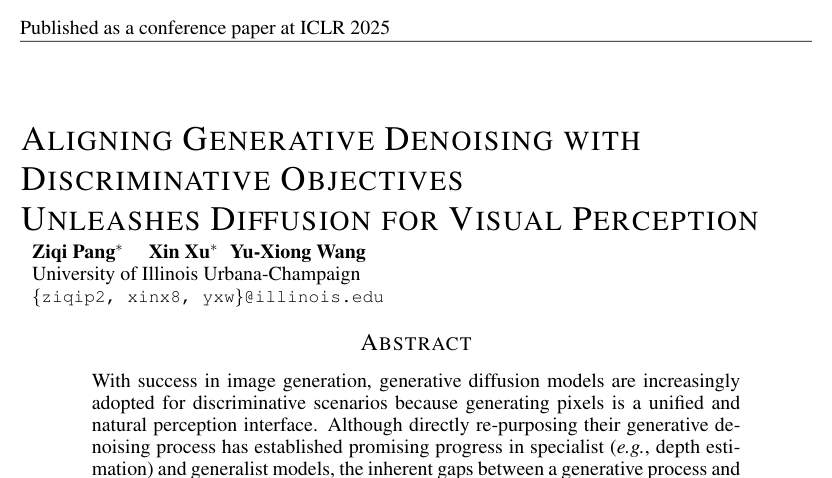 Published as a conference paper at ICLR 2025
ALIGNING GENERATIVE DENOISING WITH
DISCRIMINATIVE OBJECTIVES
UNLEASHES DIFFUSION FOR VISUAL PERCEPTION
Ziqi Pang* Xin Xu* Yu-Xiong Wang
University of Illinois Urbana-Champaign
{ziqip2, xinx8, yxw}@illinois.edu
ABSTRACT
With success in image generation, generative diffusion models are increasingly
adopted for discriminative scenarios because generating pixels is a unified and
natural perception interface. Although directly re-purposing their generative de-
noising process has established promising progress in specialist (e.g., depth esti-
mation) and generalist models, the inherent gaps between a generative process and